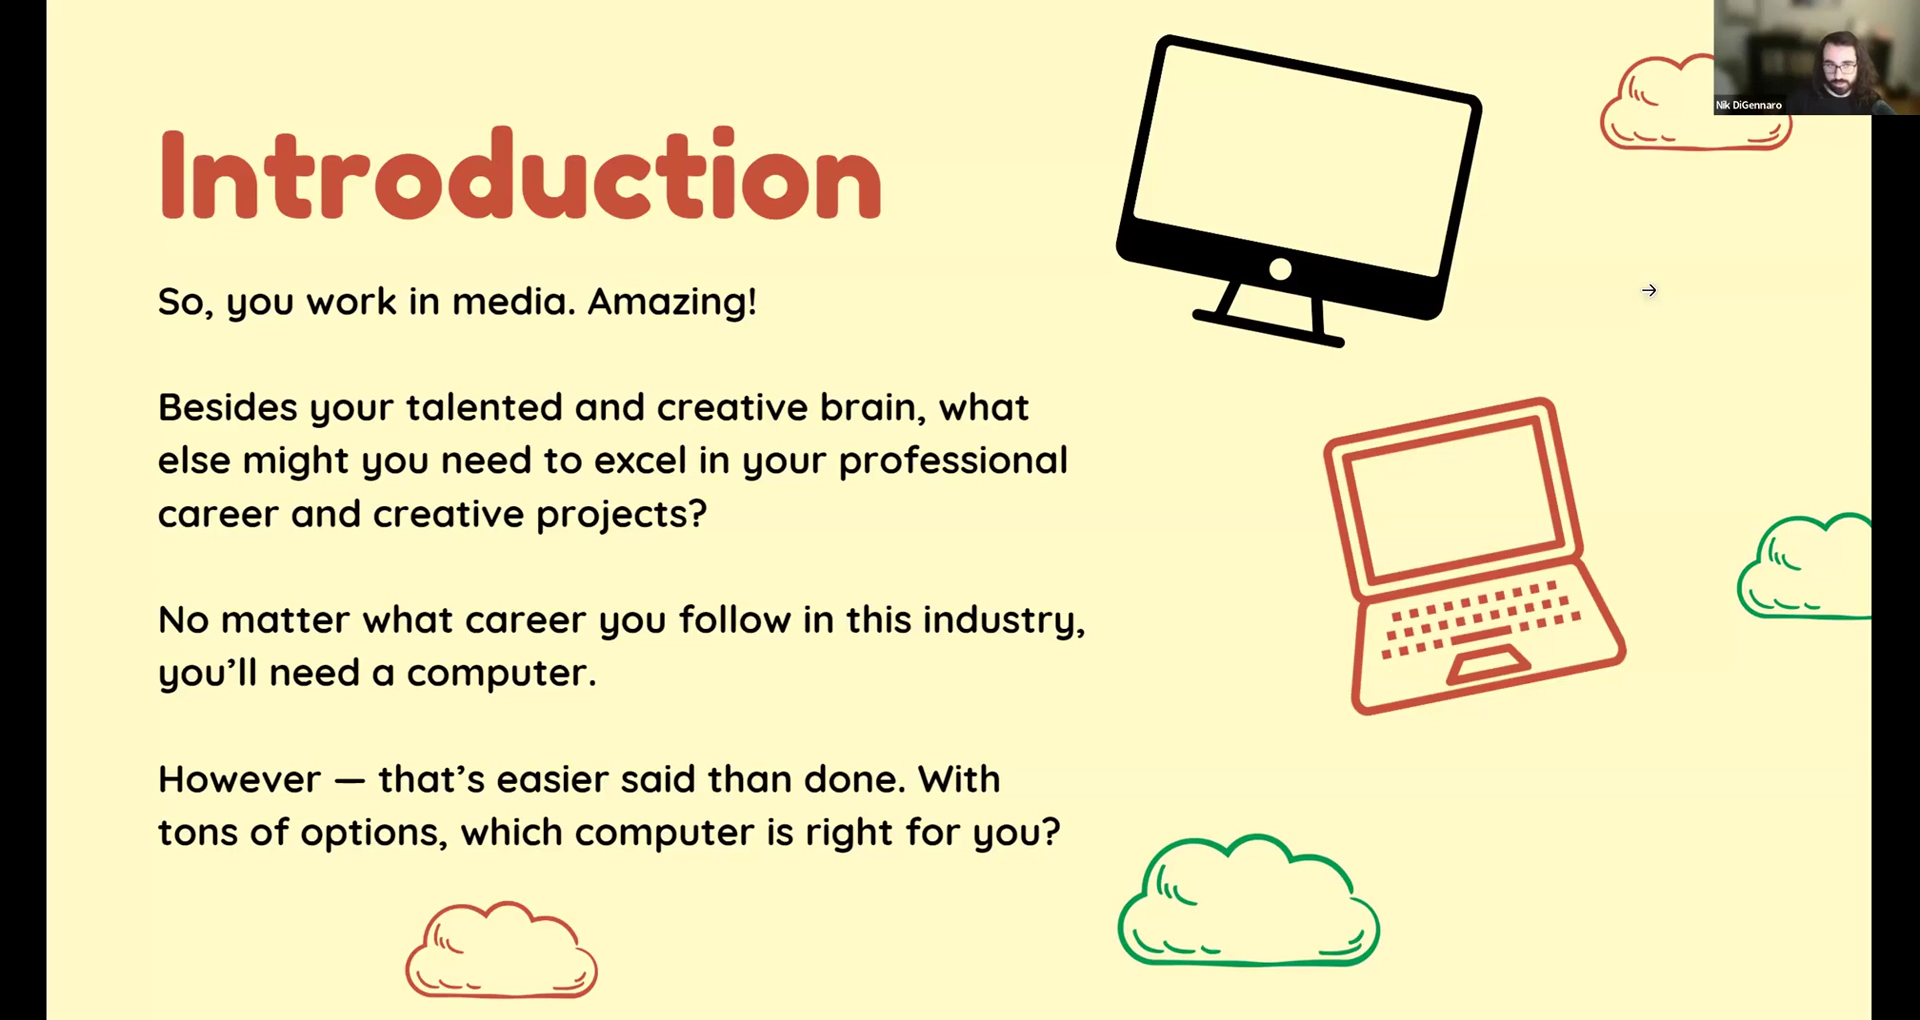 Introduction
So, you work in media. Amazing!
Besides your talented and creative brain, what
else might you need to excel in your professional
career and creative projects?
No matter what career you follow in this industry,
you’ll need a computer.
However — that’s easier said than done. With
tons of options, which computer is right for you?
Nik DiGennaro